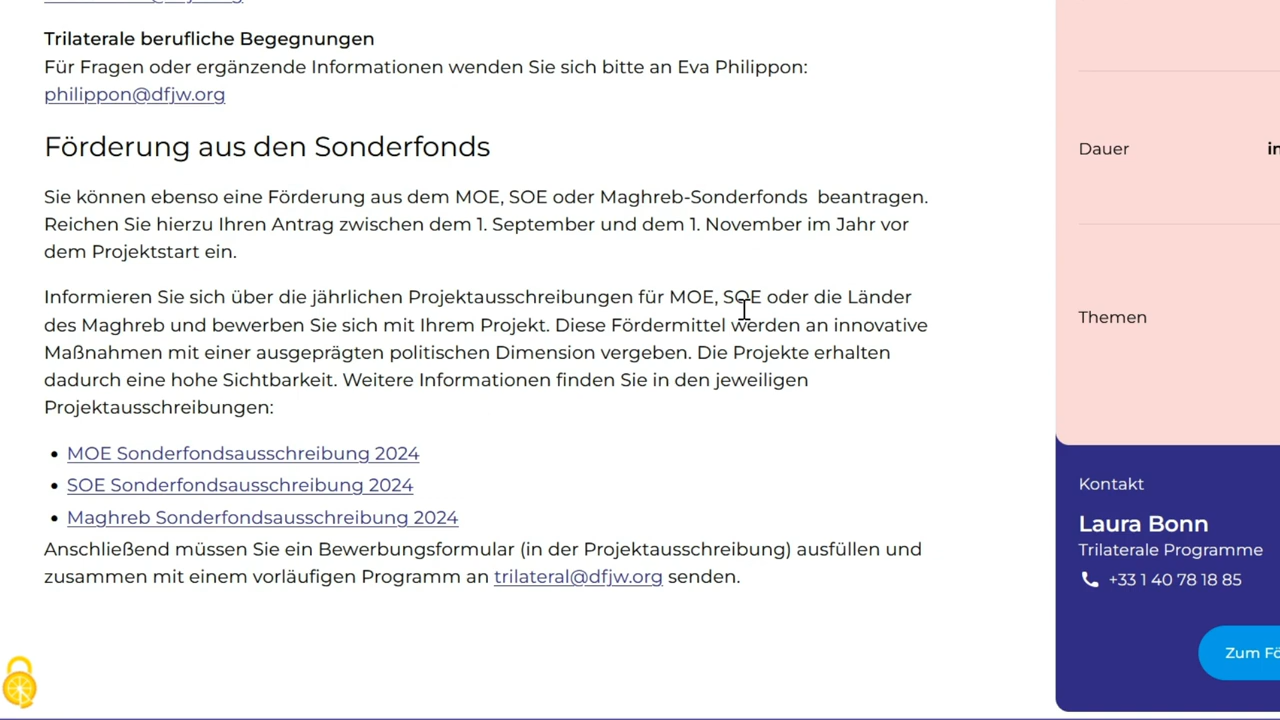 Trilaterale berufliche Begegnungen
Für Fragen oder ergänzende Informationen wenden Sie sich bitte an Eva Philippon:
philippon@dfjw.org
Förderung aus den Sonderfonds
Sie können ebenso eine Förderung aus dem MOE, SOE oder Maghreb-Sonderfonds beantragen.
Reichen Sie hierzu Ihren Antrag zwischen dem 1. September und dem 1. November im Jahr vor
dem Projektstart ein.
Informieren Sie sich über die jährlichen Projektausschreibungen für MOE, SOE oder die Länder
des Maghreb und bewerben Sie sich mit Ihrem Projekt. Diese Fördermittel werden an innovative
Maßnahmen mit einer ausgeprägten politischen Dimension vergeben. Die Projekte erhalten
dadurch eine hohe Sichtbarkeit. Weitere Informationen finden Sie in den jeweiligen
Projektausschreibungen:
• MOE Sonderfondsausschreibung 2024
• SOE Sonderfondsausschreibung 2024
• Maghreb Sonderfondsausschreibung 2024
Anschließend müssen Sie ein Bewerbungsformular (in der Projektausschreibung) ausfüllen und
zusammen mit einem vorläufigen Programm an trilateral@dfjw.org senden.
Dauer
Themen
Kontakt
Laura Bonn
Trilaterale Programme
+33 1 40 78 18 85
Zum